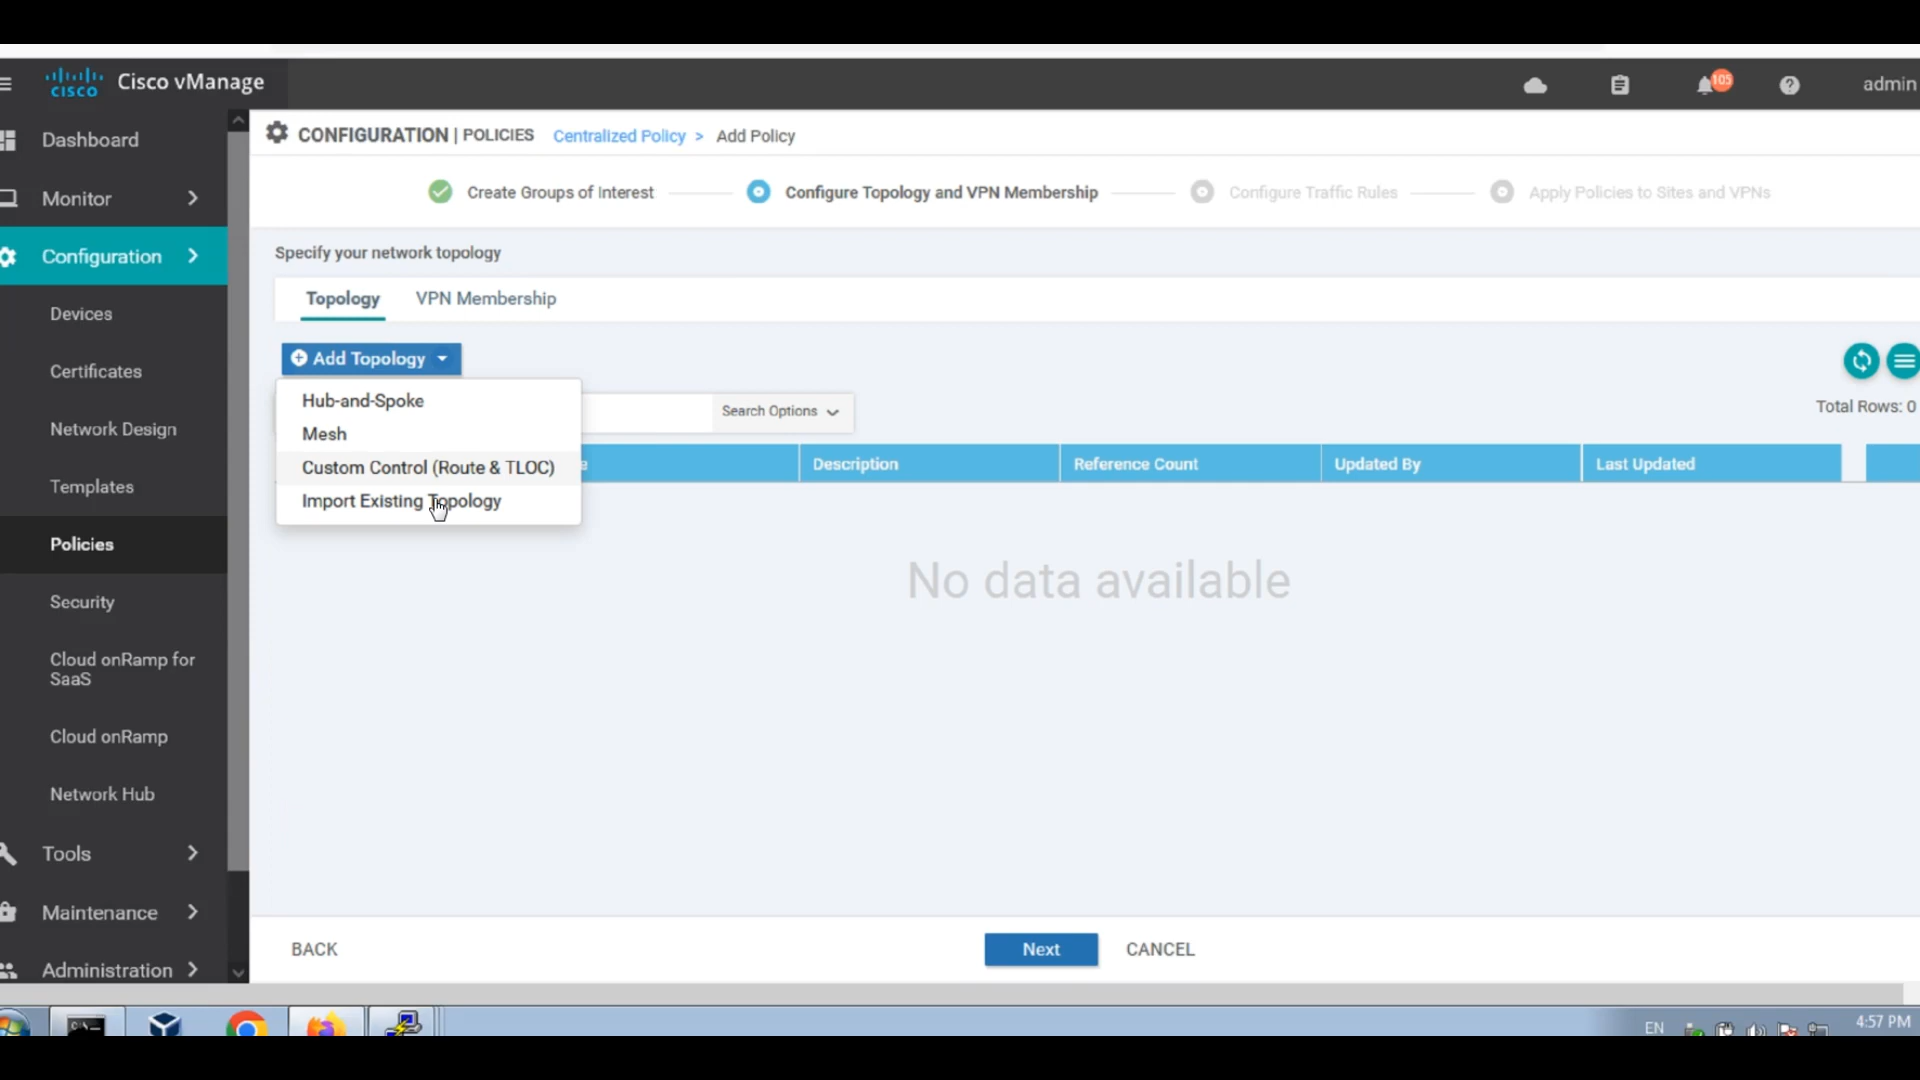 CISCO
Cisco vManage
105
admin
Dashboard
Monitor
Configuration
Devices
Certificates
Network Design
Templates
Policies
Security
Cloud onRamp for
SaaS
Cloud onRamp
Network Hub
Tools
Maintenance
Administration
CONFIGURATION | POLICIES Centralized Policy > Add Policy
Create Groups of Interest
Configure Topology and VPN Membership
Configure Traffic Rules
Apply Policies to Sites and VPNs
Specify your network topology
Topology
VPN Membership
Add Topology
Hub-and-Spoke
Mesh
Custom Control (Route & TLOC)
Import Existing Topology
Search Options
Total Rows: 0
Description
Reference Count
Updated By
Last Updated
No data available
BACK
Next
CANCEL
EN
4:57 PM